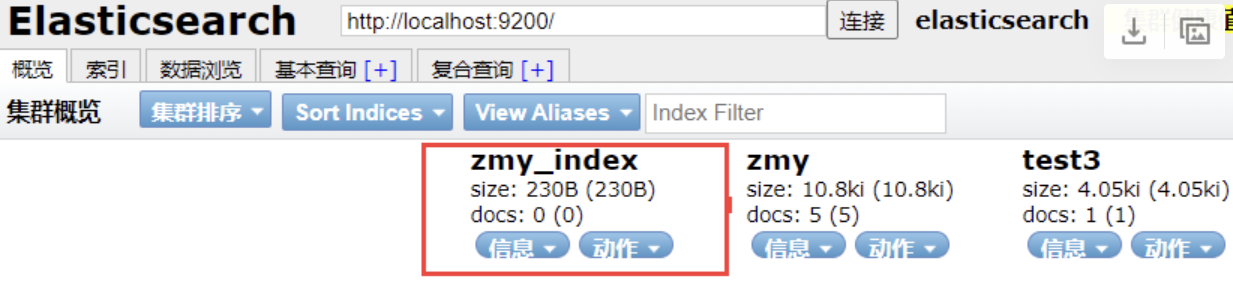 Elasticsearch http://localhost:9200/ 连接 elasticsearch
概览 索引 数据浏览 基本查询 [+] 复合查询 [+]
集群概览 集群排序 Sort Indices View Aliases Index Filter
zmy_index zmy test3
size: 230B (230B) size: 10.8ki (10.8ki) size: 4.05ki (4.05ki)
docs: 0 (0) docs: 5 (5) docs: 1 (1)
信息 动作 信息 动作 信息 动作